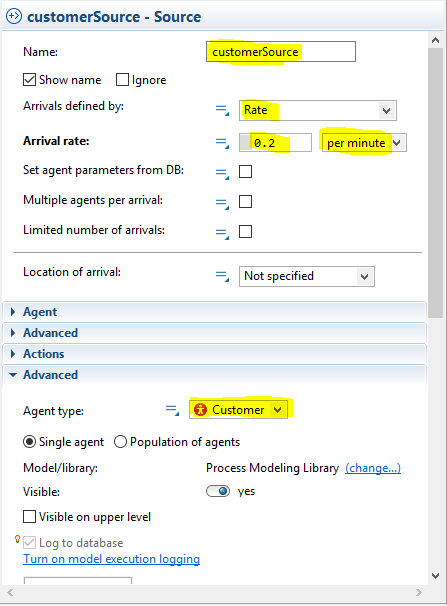 customerSource - Source
Name: customerSource
Show name Ignore
Arrivals defined by: Rate
Arrival rate: 0.2 per minute
Set agent parameters from DB:
Multiple agents per arrival:
Limited number of arrivals:
Location of arrival: Not specified
Agent
Advanced
Actions
Advanced
Agent type: Customer
Single agent Population of agents
Model/library: Process Modeling Library (change...)
Visible: yes
Visible on upper level
Log to database
Turn on model execution logging